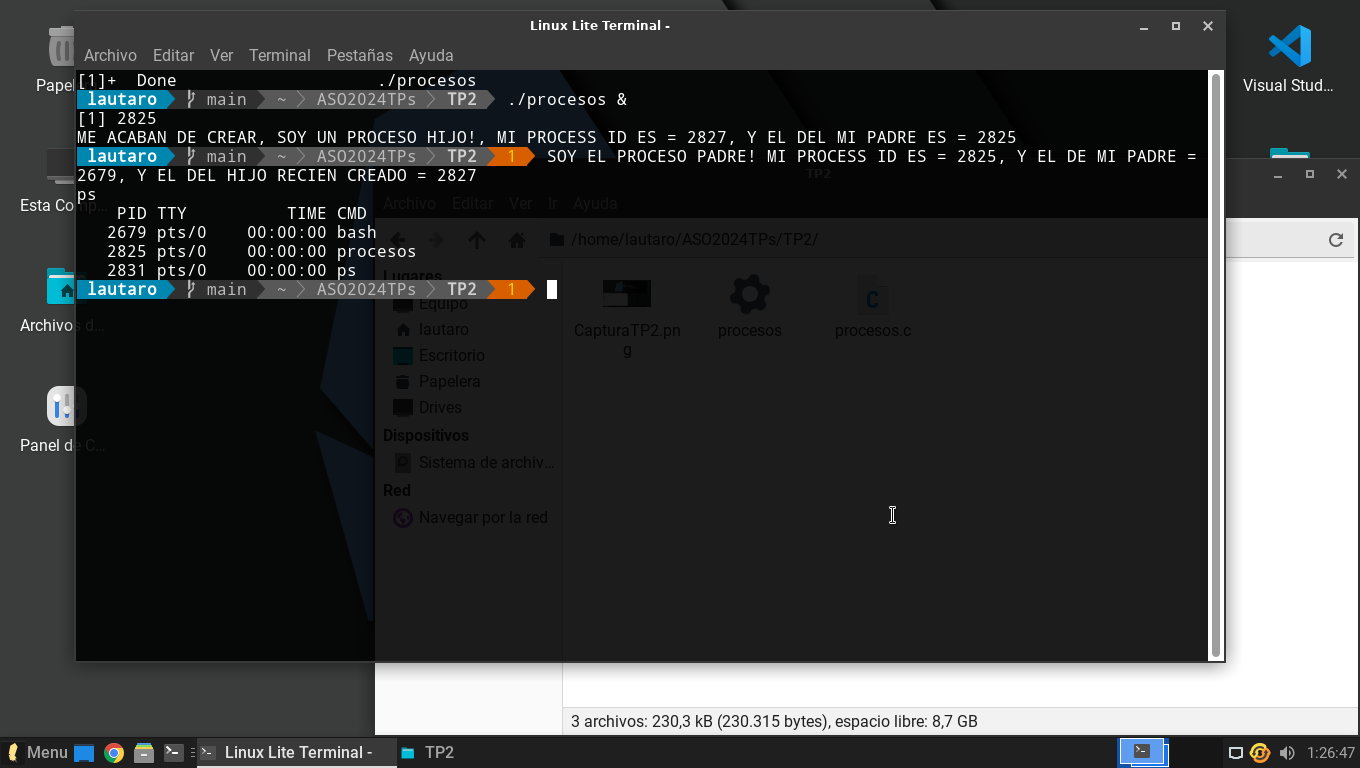 Linux Lite Terminal -
Archivo Editar Ver Terminal Pestañas Ayuda
[1]+  Done                    ./procesos
lautaro main ~ ASO2024TPs TP2 ./procesos &
[1] 2825
ME ACABAN DE CREAR, SOY UN PROCESO HIJO!, MI PROCESS ID ES = 2827, Y EL DEL MI PADRE ES = 2825
lautaro main ~ ASO2024TPs TP2 1 SOY EL PROCESO PADRE! MI PROCESS ID ES = 2825, Y EL DE MI PADRE =
2679, Y EL DEL HIJO RECIEN CREADO = 2827
ps
    PID TTY          TIME CMD
   2679 pts/0    00:00:00 bash
   2825 pts/0    00:00:00 procesos
   2831 pts/0    00:00:00 ps
lautaro main ~ ASO2024TPs TP2 1
TP2
Archivo Editar Ver Ir Ayuda
/home/lautaro/ASO2024TPs/TP2/
Lugares
Equipo
lautaro
Escritorio
Papelera
Drives
Dispositivos
Sistema de archiv...
Red
Navegar por la red
CapturaTP2.pn
g
procesos
C
procesos.c
3 archivos: 230,3 kB (230.315 bytes), espacio libre: 8,7 GB
Esta Comp...
Archivos d...
Panel de C...
Visual Stud...
Menu
Linux Lite Terminal -
TP2
1:26:47